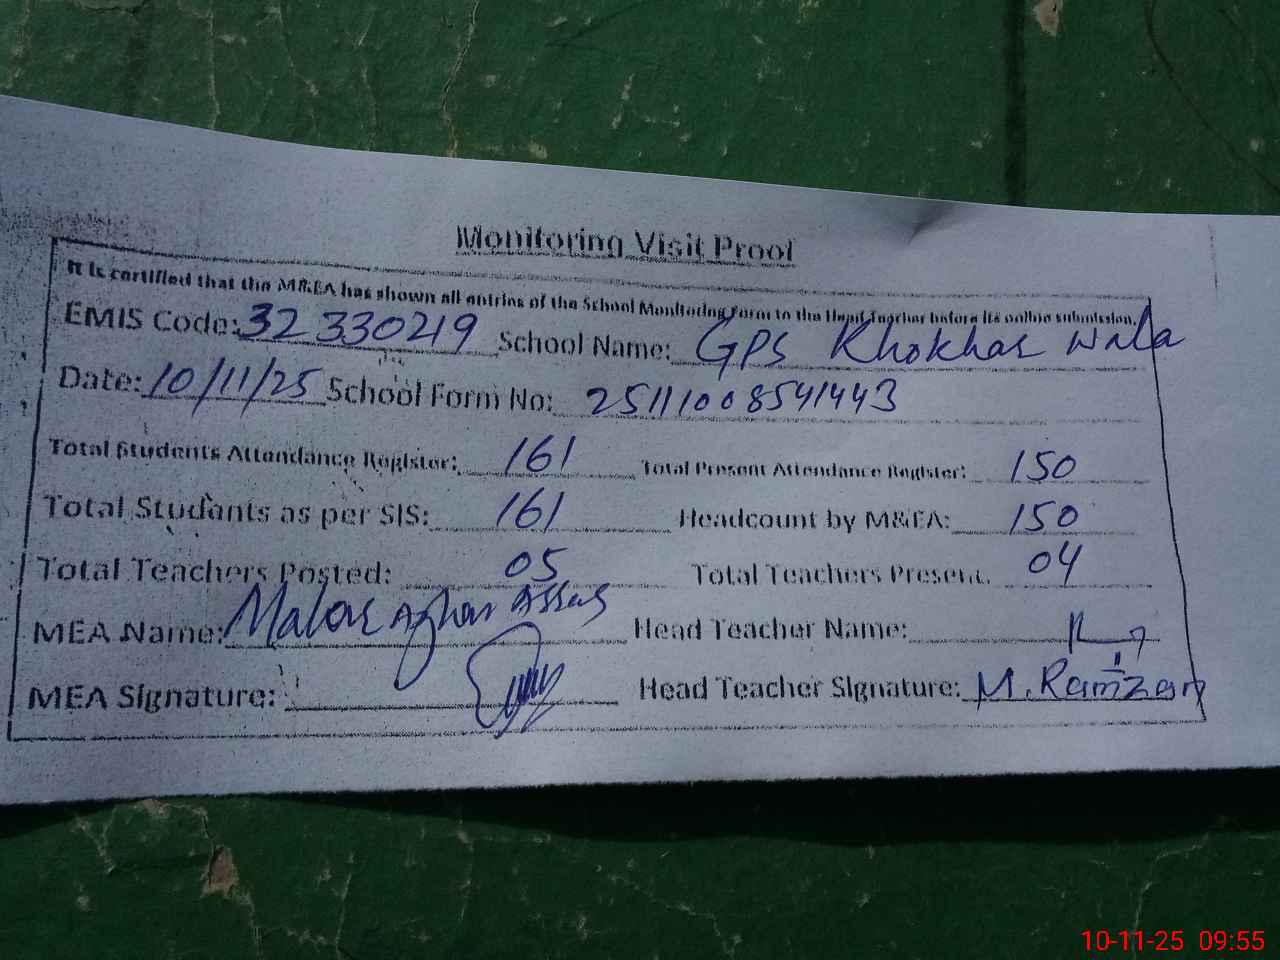 Monitoring Visit Proof
It is certified that the M&EA has shown all entries of the School Monitoring Form to the Head Teacher before its online submission.
EMIS Code: 32330219 School Name: GPS Khokhar Wala
Date: 10/11/25 School Form No: 25111008541443
Total Students Attendance Register: 161 Total Present Attendance Register: 150
Total Students as per SIS: 161 Headcount by M&EA: 150
Total Teachers Posted: 05 Total Teachers Present. 04
MEA Name: Azhar Head Teacher Name:
MEA Signature: Head Teacher Signature: M. Ramzan
10-11-25 09:55